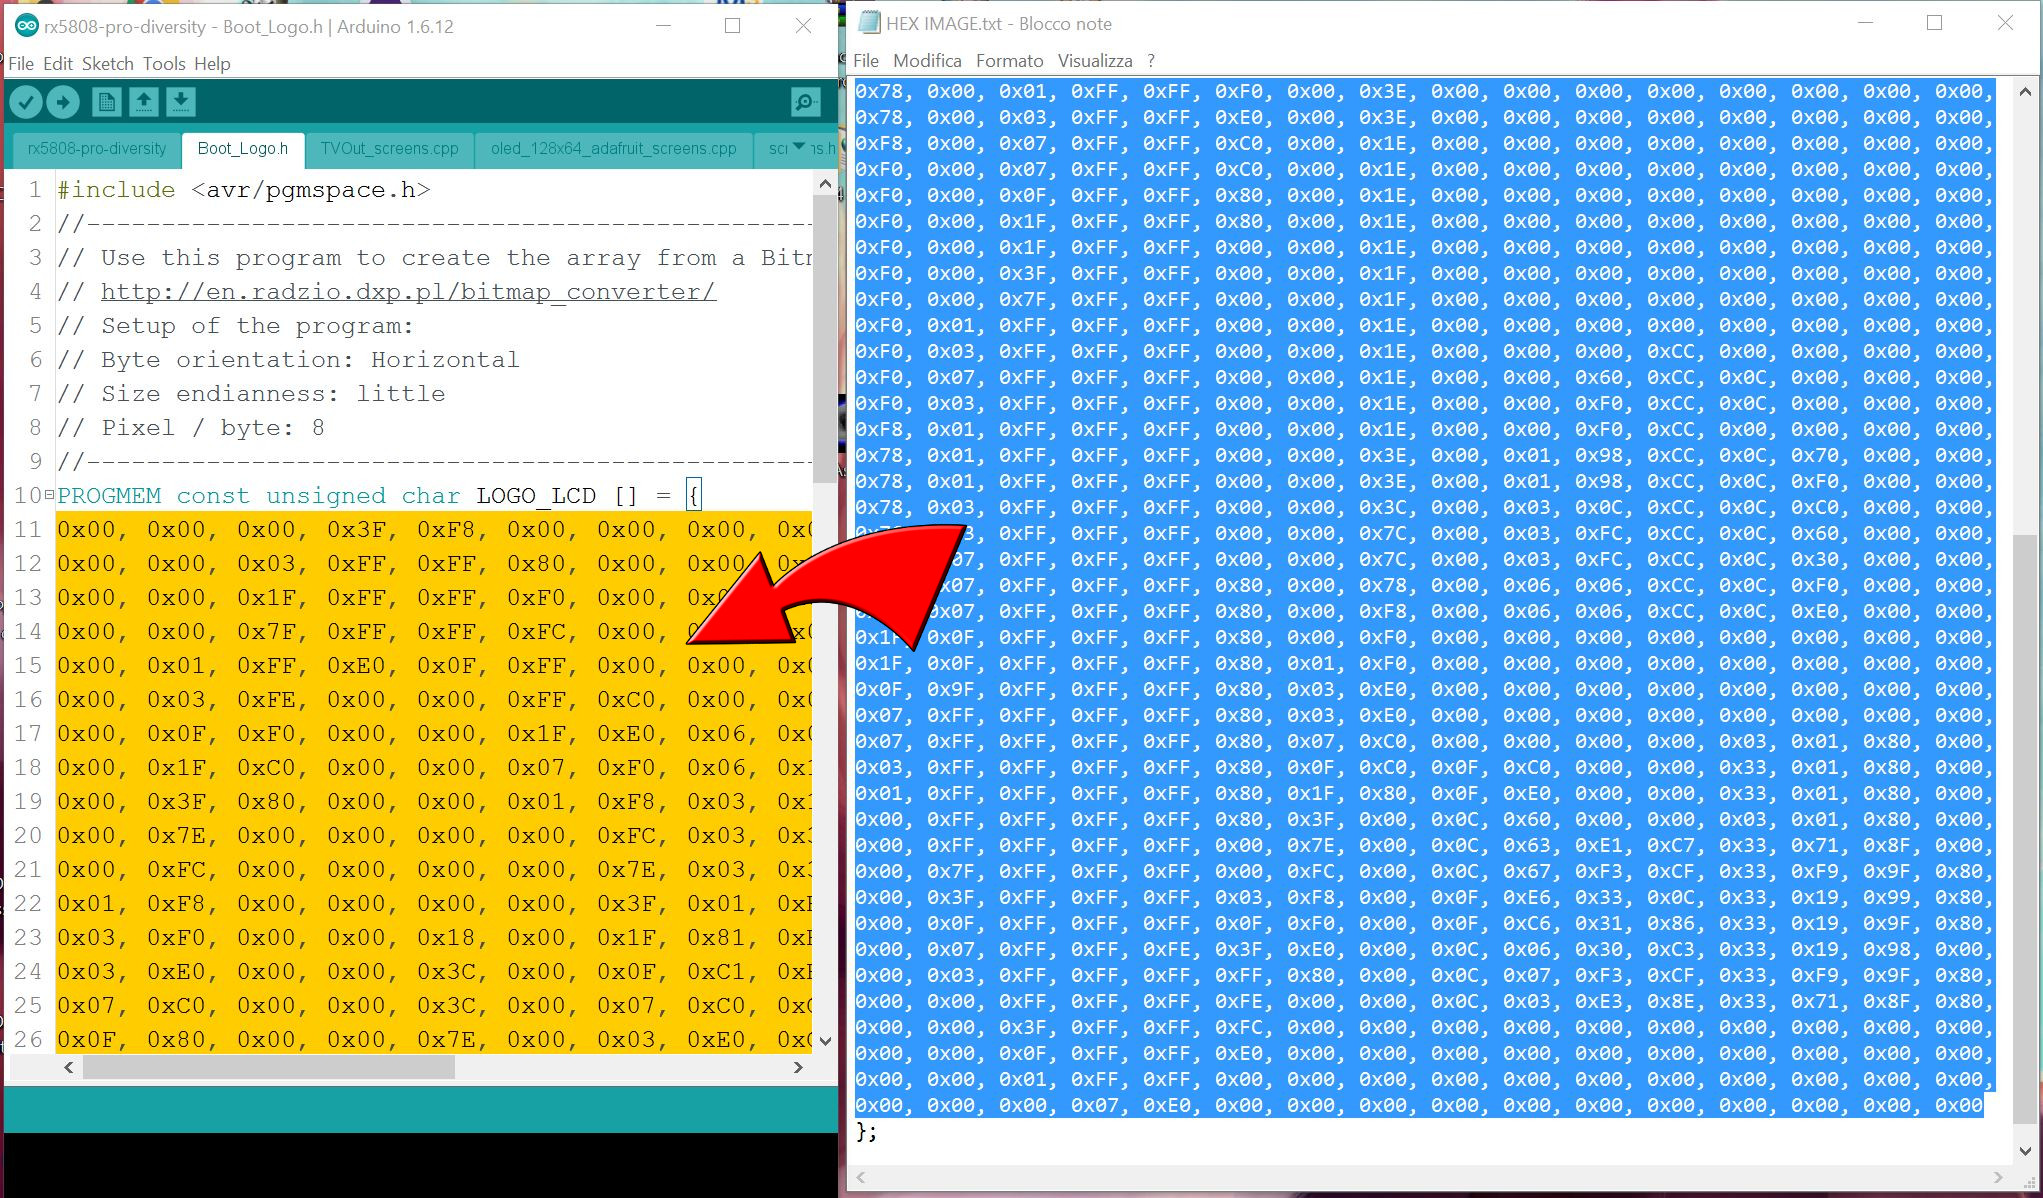 rx5808-pro-diversity - Boot_Logo.h | Arduino 1.6.12
File Edit Sketch Tools Help
rx5808-pro-diversity Boot_Logo.h TVOut_screens.cpp oled_128x64_adafruit_screens.cpp
1 #include <avr/pgmspace.h>
2 //--------------------------------------------------
3 // Use this program to create the array from a
4 // http://en.radzio.dxp.pl/bitmap_converter/
5 // Setup of the program:
6 // Byte orientation: Horizontal
7 // Size endianness: little
8 // Pixel / byte: 8
9 //--------------------------------------------------
10 PROGMEM const unsigned char LOGO_LCD [] = {
11 0x00, 0x00, 0x00, 0x3F, 0xF8, 0x00, 0x00, 0x00,
12 0x00, 0x00, 0x03, 0xFF, 0xFF, 0x80, 0x00, 0x00,
13 0x00, 0x00, 0x1F, 0xFF, 0xFF, 0xF0, 0x00,
14 0x00, 0x00, 0x7F, 0xFF, 0xFF, 0xFC, 0x00,
15 0x00, 0x01, 0xFF, 0xE0, 0x0F, 0xFF, 0x00, 0x00,
16 0x00, 0x03, 0xFE, 0x00, 0x00, 0xFF, 0xC0, 0x00,
17 0x00, 0x0F, 0xF0, 0x00, 0x00, 0x1F, 0xE0, 0x06,
18 0x00, 0x1F, 0xC0, 0x00, 0x00, 0x07, 0xF0, 0x06,
19 0x00, 0x3F, 0x80, 0x00, 0x00, 0x01, 0xF8, 0x03,
20 0x00, 0x7E, 0x00, 0x00, 0x00, 0x00, 0xFC, 0x03,
21 0x00, 0xFC, 0x00, 0x00, 0x00, 0x00, 0x7E, 0x03,
22 0x01, 0xF8, 0x00, 0x00, 0x00, 0x00, 0x3F, 0x01,
23 0x03, 0xF0, 0x00, 0x00, 0x18, 0x00, 0x1F, 0x81,
24 0x03, 0xE0, 0x00, 0x00, 0x3C, 0x00, 0x0F, 0xC1,
25 0x07, 0xC0, 0x00, 0x00, 0x3C, 0x00, 0x07, 0xC0,
26 0x0F, 0x80, 0x00, 0x00, 0x7E, 0x00, 0x03, 0xE0,
HEX IMAGE.txt - Blocco note
File Modifica Formato Visualizza ?
0x78, 0x00, 0x01, 0xFF, 0xFF, 0xF0, 0x00, 0x3E, 0x00, 0x00, 0x00, 0x00, 0x00, 0x00, 0x00, 0x00,
0x78, 0x00, 0x03, 0xFF, 0xFF, 0xE0, 0x00, 0x3E, 0x00, 0x00, 0x00, 0x00, 0x00, 0x00, 0x00, 0x00,
0xF8, 0x00, 0x07, 0xFF, 0xFF, 0xC0, 0x00, 0x1E, 0x00, 0x00, 0x00, 0x00, 0x00, 0x00, 0x00, 0x00,
0xF0, 0x00, 0x07, 0xFF, 0xFF, 0xC0, 0x00, 0x1E, 0x00, 0x00, 0x00, 0x00, 0x00, 0x00, 0x00, 0x00,
0xF0, 0x00, 0x0F, 0xFF, 0xFF, 0x80, 0x00, 0x1E, 0x00, 0x00, 0x00, 0x00, 0x00, 0x00, 0x00, 0x00,
0xF0, 0x00, 0x1F, 0xFF, 0xFF, 0x80, 0x00, 0x1E, 0x00, 0x00, 0x00, 0x00, 0x00, 0x00, 0x00, 0x00,
0xF0, 0x00, 0x1F, 0xFF, 0xFF, 0x00, 0x00, 0x1E, 0x00, 0x00, 0x00, 0x00, 0x00, 0x00, 0x00, 0x00,
0xF0, 0x00, 0x3F, 0xFF, 0xFF, 0x00, 0x00, 0x1F, 0x00, 0x00, 0x00, 0x00, 0x00, 0x00, 0x00, 0x00,
0xF0, 0x00, 0x7F, 0xFF, 0xFF, 0x00, 0x00, 0x1F, 0x00, 0x00, 0x00, 0x00, 0x00, 0x00, 0x00, 0x00,
0xF0, 0x01, 0xFF, 0xFF, 0xFF, 0x00, 0x00, 0x1E, 0x00, 0x00, 0x00, 0x00, 0x00, 0x00, 0x00, 0x00,
0xF0, 0x03, 0xFF, 0xFF, 0xFF, 0x00, 0x00, 0x1E, 0x00, 0x00, 0x00, 0xCC, 0x00, 0x00, 0x00, 0x00,
0xF0, 0x07, 0xFF, 0xFF, 0xFF, 0x00, 0x00, 0x1E, 0x00, 0x00, 0x60, 0xCC, 0x0C, 0x00, 0x00, 0x00,
0xF0, 0x03, 0xFF, 0xFF, 0xFF, 0x00, 0x00, 0x1E, 0x00, 0x00, 0xF0, 0xCC, 0x0C, 0x00, 0x00, 0x00,
0xF8, 0x01, 0xFF, 0xFF, 0xFF, 0x00, 0x00, 0x1E, 0x00, 0x00, 0xF0, 0xCC, 0x00, 0x00, 0x00, 0x00,
0x78, 0x01, 0xFF, 0xFF, 0xFF, 0x00, 0x00, 0x3E, 0x00, 0x01, 0x98, 0xCC, 0x0C, 0x70, 0x00, 0x00,
0x78, 0x01, 0xFF, 0xFF, 0xFF, 0x00, 0x00, 0x3E, 0x00, 0x01, 0x98, 0xCC, 0x0C, 0xF0, 0x00, 0x00,
0x78, 0x03, 0xFF, 0xFF, 0xFF, 0x00, 0x00, 0x3C, 0x00, 0x03, 0x0C, 0xCC, 0x0C, 0xC0, 0x00, 0x00,
0xFF, 0xFF, 0xFF, 0x00, 0x00, 0x7C, 0x00, 0x03, 0xFC, 0xCC, 0x0C, 0x60, 0x00, 0x00,
0xFF, 0xFF, 0xFF, 0x00, 0x00, 0x7C, 0x00, 0x03, 0xFC, 0xCC, 0x0C, 0x30, 0x00, 0x00,
0xFF, 0xFF, 0xFF, 0x80, 0x00, 0x78, 0x00, 0x06, 0x06, 0xCC, 0x0C, 0xF0, 0x00, 0x00,
0xFF, 0xFF, 0xFF, 0x80, 0x00, 0xF8, 0x00, 0x06, 0x06, 0xCC, 0x0C, 0xE0, 0x00, 0x00,
0x1F, 0x0F, 0xFF, 0xFF, 0xFF, 0x80, 0x00, 0xF0, 0x00, 0x00, 0x00, 0x00, 0x00, 0x00, 0x00, 0x00,
0x1F, 0x0F, 0xFF, 0xFF, 0xFF, 0x80, 0x01, 0xF0, 0x00, 0x00, 0x00, 0x00, 0x00, 0x00, 0x00, 0x00,
0x0F, 0x9F, 0xFF, 0xFF, 0xFF, 0x80, 0x03, 0xE0, 0x00, 0x00, 0x00, 0x00, 0x00, 0x00, 0x00, 0x00,
0x07, 0xFF, 0xFF, 0xFF, 0xFF, 0x80, 0x03, 0xE0, 0x00, 0x00, 0x00, 0x00, 0x00, 0x00, 0x00, 0x00,
0x07, 0xFF, 0xFF, 0xFF, 0xFF, 0x80, 0x07, 0xC0, 0x00, 0x00, 0x00, 0x00, 0x03, 0x01, 0x80, 0x00,
0x03, 0xFF, 0xFF, 0xFF, 0xFF, 0x80, 0x0F, 0xC0, 0x0F, 0xC0, 0x00, 0x00, 0x33, 0x01, 0x80, 0x00,
0x01, 0xFF, 0xFF, 0xFF, 0xFF, 0x80, 0x1F, 0x80, 0x0F, 0xE0, 0x00, 0x00, 0x33, 0x01, 0x80, 0x00,
0x00, 0xFF, 0xFF, 0xFF, 0xFF, 0x80, 0x3F, 0x00, 0x0C, 0x60, 0x00, 0x00, 0x03, 0x01, 0x80, 0x00,
0x00, 0xFF, 0xFF, 0xFF, 0xFF, 0x00, 0x7E, 0x00, 0x0C, 0x63, 0xE1, 0xC7, 0x33, 0x71, 0x8F, 0x00,
0x00, 0x7F, 0xFF, 0xFF, 0xFF, 0x00, 0xFC, 0x00, 0x0C, 0x67, 0xF3, 0xCF, 0x33, 0xF9, 0x9F, 0x80,
0x00, 0x3F, 0xFF, 0xFF, 0xFF, 0x03, 0xF8, 0x00, 0x0F, 0xE6, 0x33, 0x0C, 0x33, 0x19, 0x99, 0x80,
0x00, 0x0F, 0xFF, 0xFF, 0xFF, 0x0F, 0xF0, 0x00, 0x0F, 0xC6, 0x31, 0x86, 0x33, 0x19, 0x9F, 0x80,
0x00, 0x07, 0xFF, 0xFF, 0xFE, 0x3F, 0xE0, 0x00, 0x0C, 0x06, 0x30, 0xC3, 0x33, 0x19, 0x98, 0x00,
0x00, 0x03, 0xFF, 0xFF, 0xFF, 0xFF, 0x80, 0x00, 0x0C, 0x07, 0xF3, 0xCF, 0x33, 0xF9, 0x9F, 0x80,
0x00, 0x00, 0xFF, 0xFF, 0xFF, 0xFE, 0x00, 0x00, 0x0C, 0x03, 0xE3, 0x8E, 0x33, 0x71, 0x8F, 0x80,
0x00, 0x00, 0x3F, 0xFF, 0xFF, 0xFC, 0x00, 0x00, 0x00, 0x00, 0x00, 0x00, 0x00, 0x00, 0x00, 0x00,
0x00, 0x00, 0x0F, 0xFF, 0xFF, 0xE0, 0x00, 0x00, 0x00, 0x00, 0x00, 0x00, 0x00, 0x00, 0x00, 0x00,
0x00, 0x00, 0x01, 0xFF, 0xFF, 0x00, 0x00, 0x00, 0x00, 0x00, 0x00, 0x00, 0x00, 0x00, 0x00, 0x00,
0x00, 0x00, 0x00, 0x07, 0xE0, 0x00, 0x00, 0x00, 0x00, 0x00, 0x00, 0x00, 0x00, 0x00, 0x00, 0x00
};